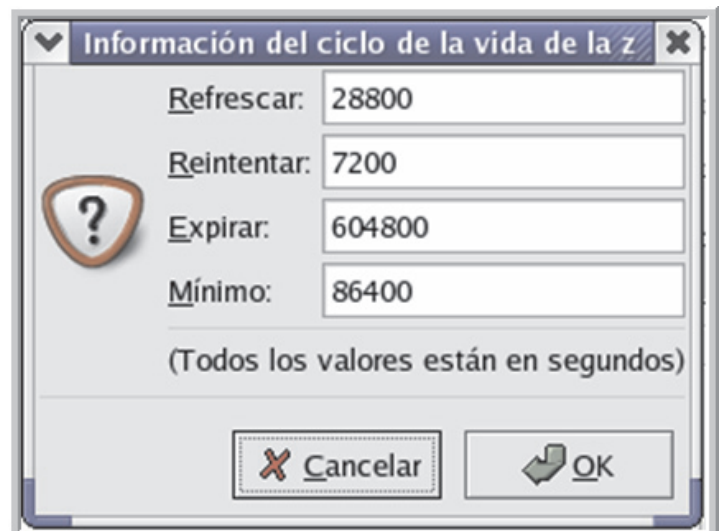 Información del ciclo de la vida de la z
Refrescar: 28800
Reintentar: 7200
Expirar: 604800
Mínimo: 86400
(Todos los valores están en segundos)
Cancelar OK